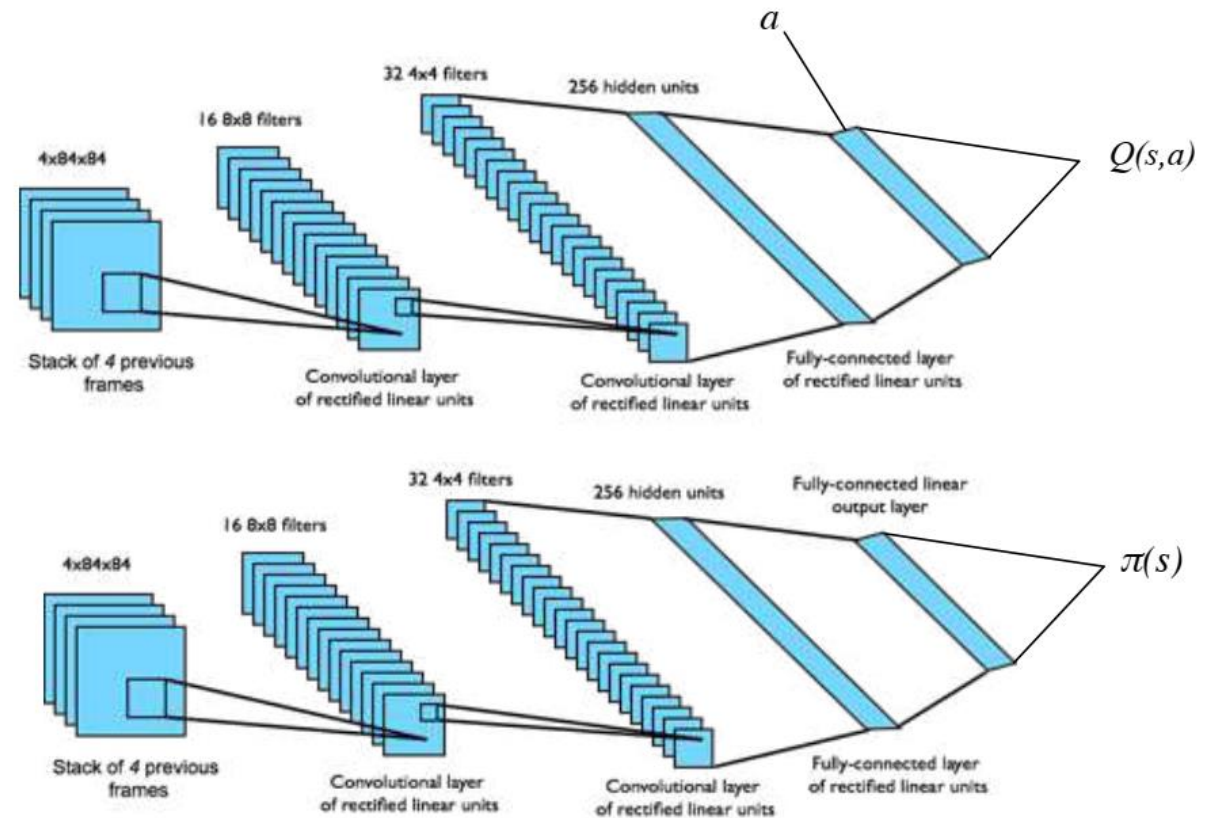 a
32 4x4 filters
256 hidden units
16 8x8 filters
4x84x84
Q(s,a)
Stack of 4 previous
frames
Convolutional layer
of rectified linear units
Convolutional layer
of rectified linear units
Fully-connected layer
of rectified linear units
32 4x4 filters
256 hidden units
Fully-connected linear
output layer
16 8x8 filters
4x84x84
π(s)
Stack of 4 previous
frames
Convolutional layer
of rectified linear units
Convolutional layer
of rectified linear units
Fully-connected layer
of rectified linear units